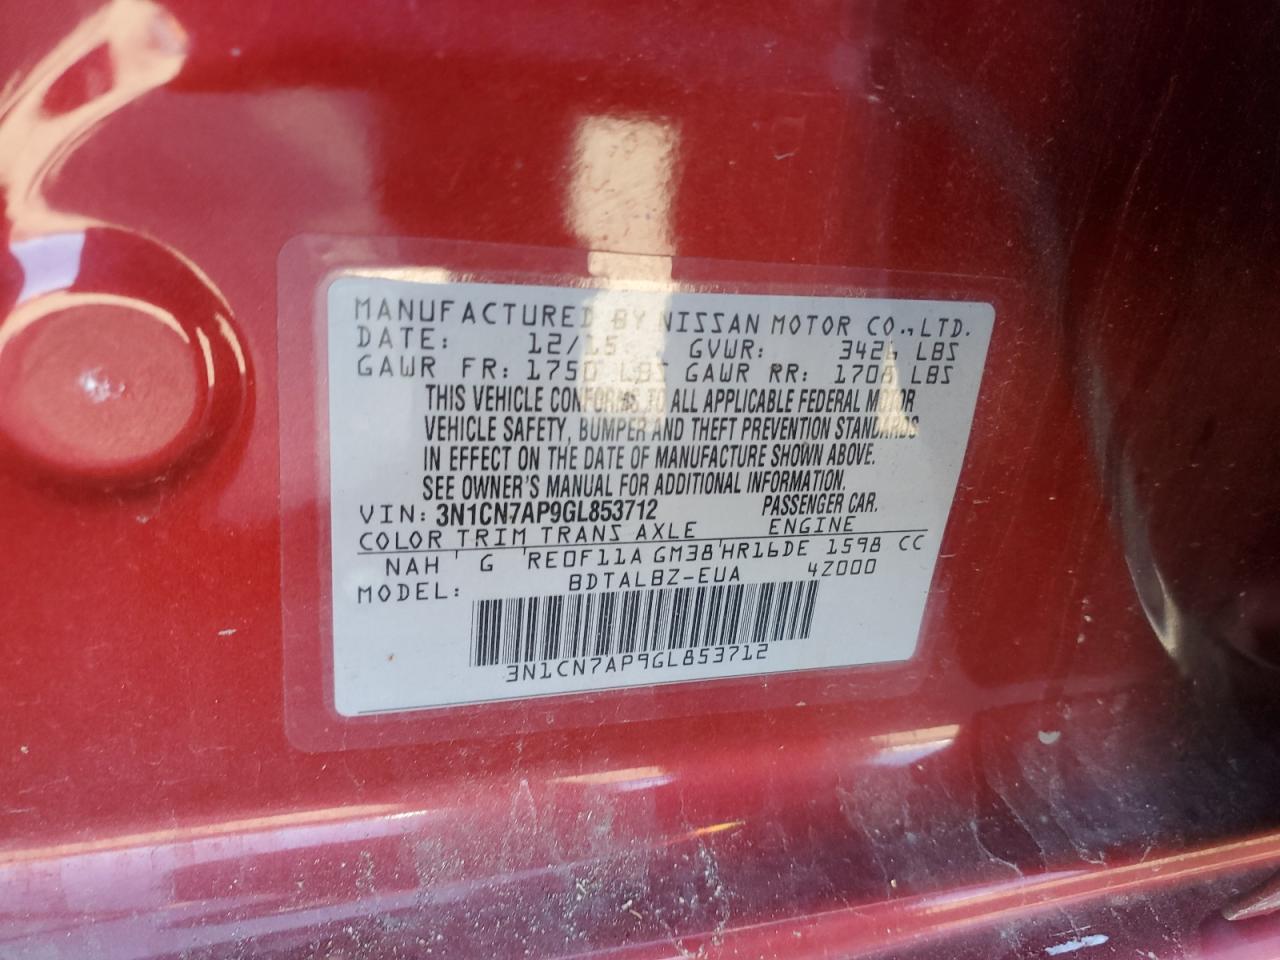 MANUFACTURED BY NISSAN MOTOR CO.,LTD.
DATE: 12/15 GVWR: 3426 LBS
GAWR FR: 1750 LBS GAWR RR: 1708 LBS
THIS VEHICLE CONFORMS TO ALL APPLICABLE FEDERAL MOTOR
VEHICLE SAFETY, BUMPER AND THEFT PREVENTION STANDARDS
IN EFFECT ON THE DATE OF MANUFACTURE SHOWN ABOVE.
SEE OWNER'S MANUAL FOR ADDITIONAL INFORMATION.
VIN: 3N1CN7AP9GL853712 PASSENGER CAR.
COLOR TRIM TRANS AXLE ENGINE
NAH G RE0F11A GM38 HR16DE 1598 CC
MODEL: BDTALBZ-EUA 4Z000
3N1CN7AP9GL853712